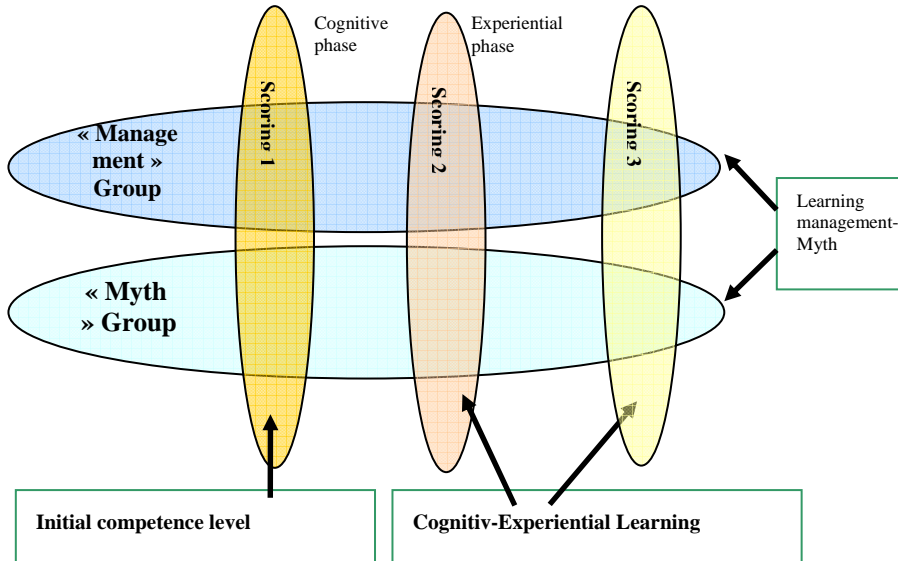 Cognitive
phase
Experiential
phase
Scoring 1
Scoring 2
Scoring 3
« Manage
ment »
Group
Learning
management-
Myth
« Myth
» Group
Initial competence level
Cognitiv-Experiential Learning